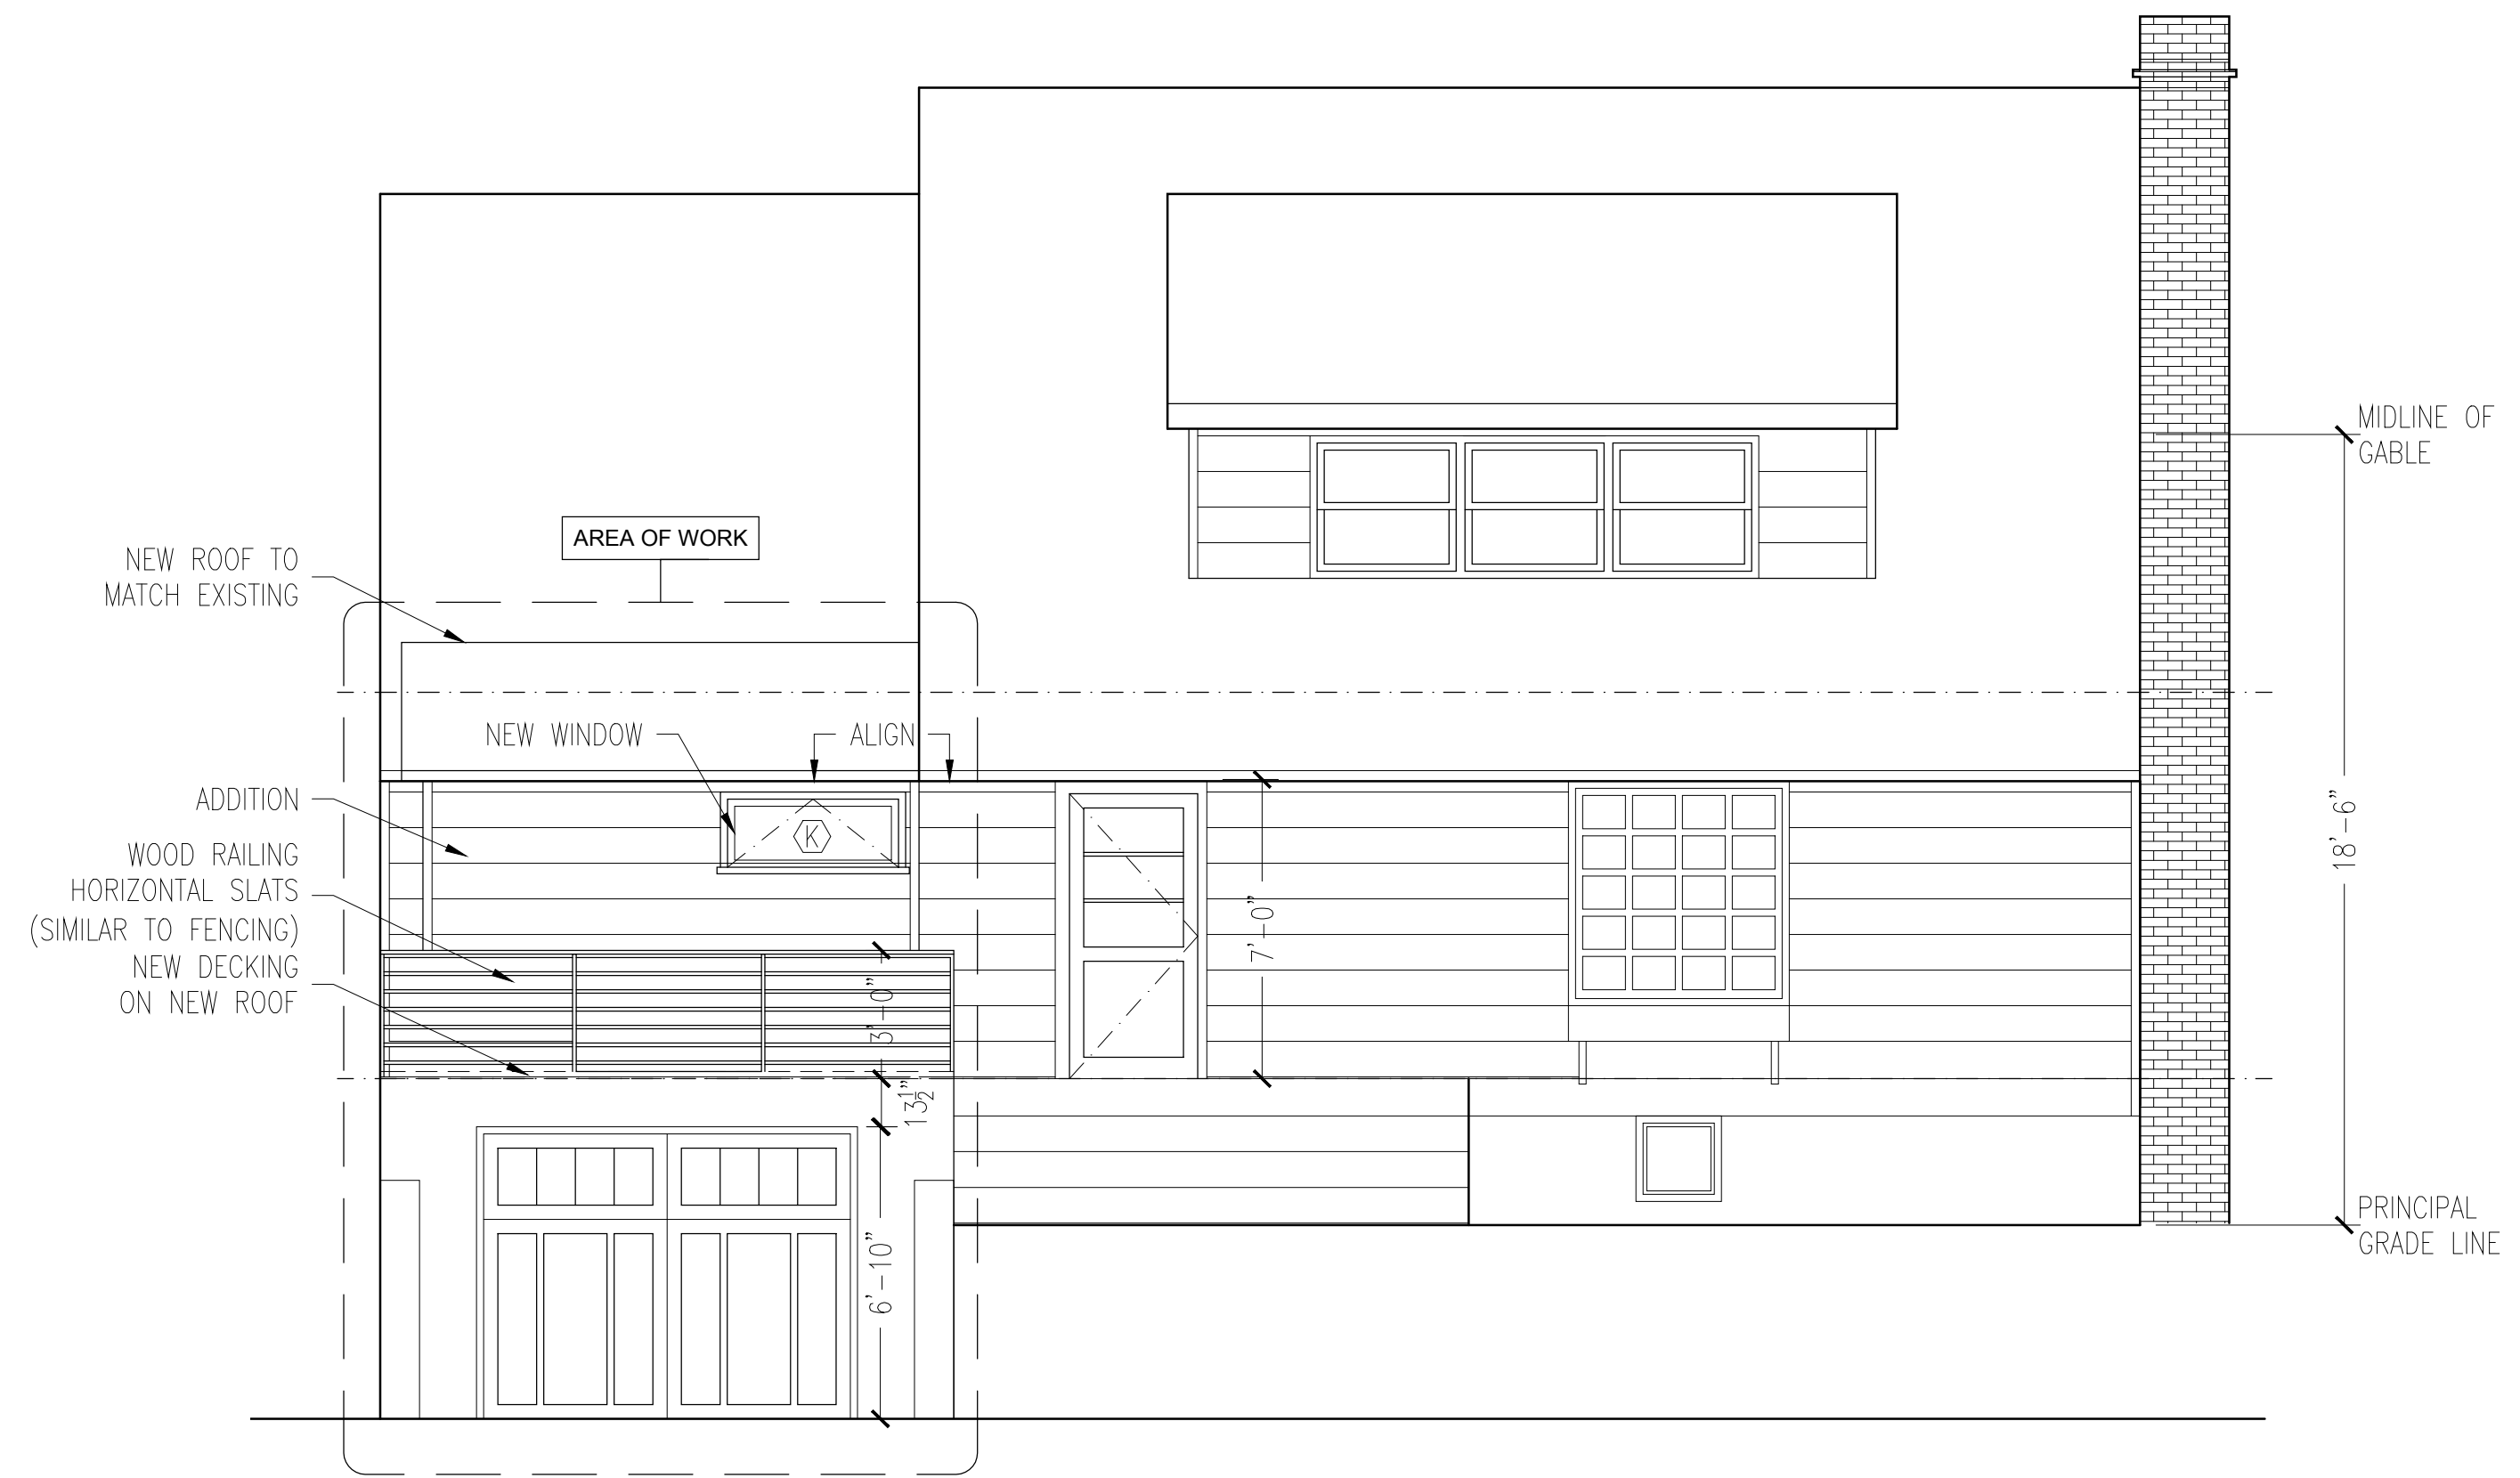 MIDLINE OF
GABLE
AREA OF WORK
NEW ROOF TO
MATCH EXISTING
NEW WINDOW
ALIGN
ADDITION
WOOD RAILING
HORIZONTAL SLATS
(SIMILAR TO FENCING)
NEW DECKING
ON NEW ROOF
K
18'-6"
7'-0"
3'-0"
13 1/2"
6'-10"
PRINCIPAL
GRADE LINE